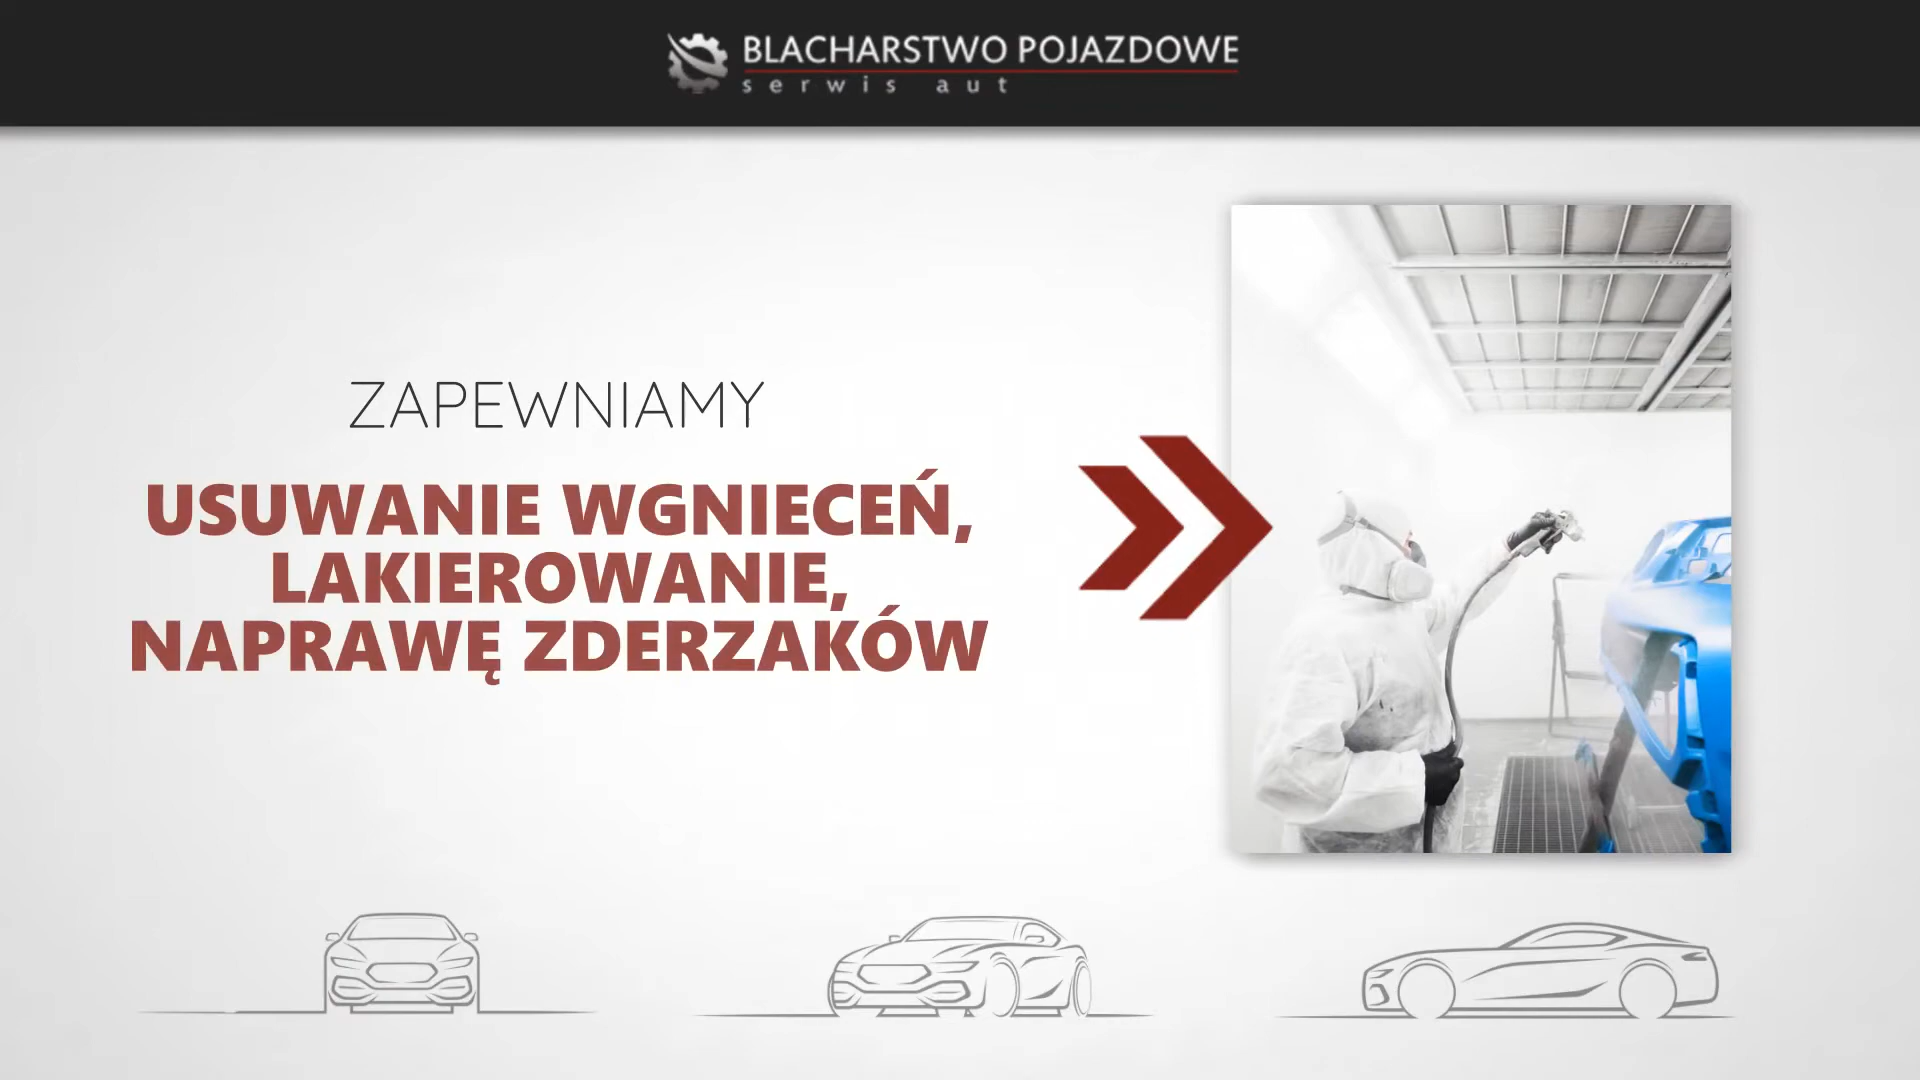 BLACHARSTWO POJAZDOWE
serwis aut
ZAPEWNIAMY
USUWANIE WGNIECEŃ,
LAKIEROWANIE,
NAPRAWĘ ZDERZAKÓW